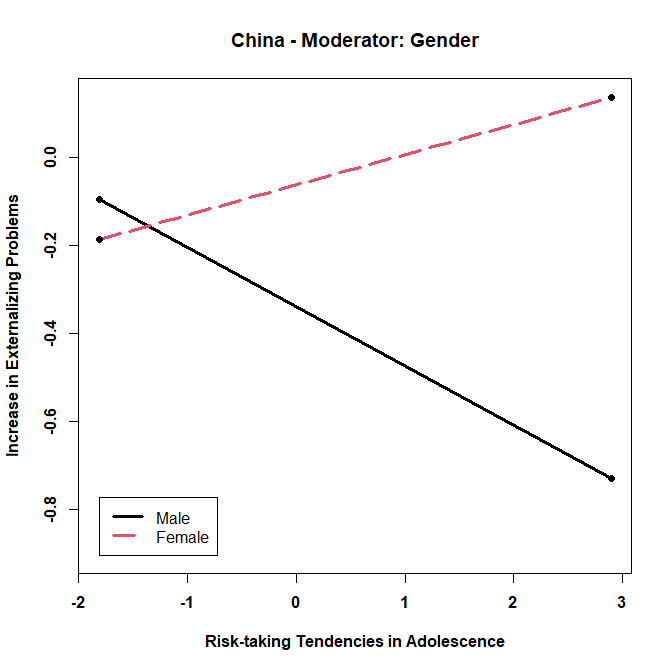 China - Moderator: Gender
Increase in Externalizing Problems
0.0
-0.2
-0.4
-0.6
-0.8
Male
Female
-2 -1 0 1 2 3
Risk-taking Tendencies in Adolescence